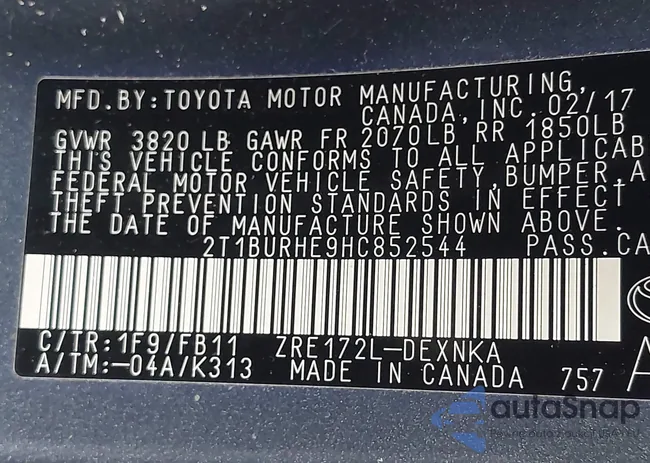 MFD.BY:TOYOTA MOTOR MANUFACTURING,
CANADA,INC. 02/17
GVWR 3820 LB GAWR FR 2070LB RR 1850LB
THIS VEHICLE CONFORMS TO ALL APPLICAB
FEDERAL MOTOR VEHICLE SAFETY,BUMPER,A
THEFT PREVENTION STANDARDS IN EFFECT
THE DATE OF MANUFACTURE SHOWN ABOVE.
2T1BURHE9HC852544 PASS.CA
C/TR:1F9/FB11 ZRE172L-DEXNKA
A/TM:-04A/K313 MADE IN CANADA 757 A
autoSnap